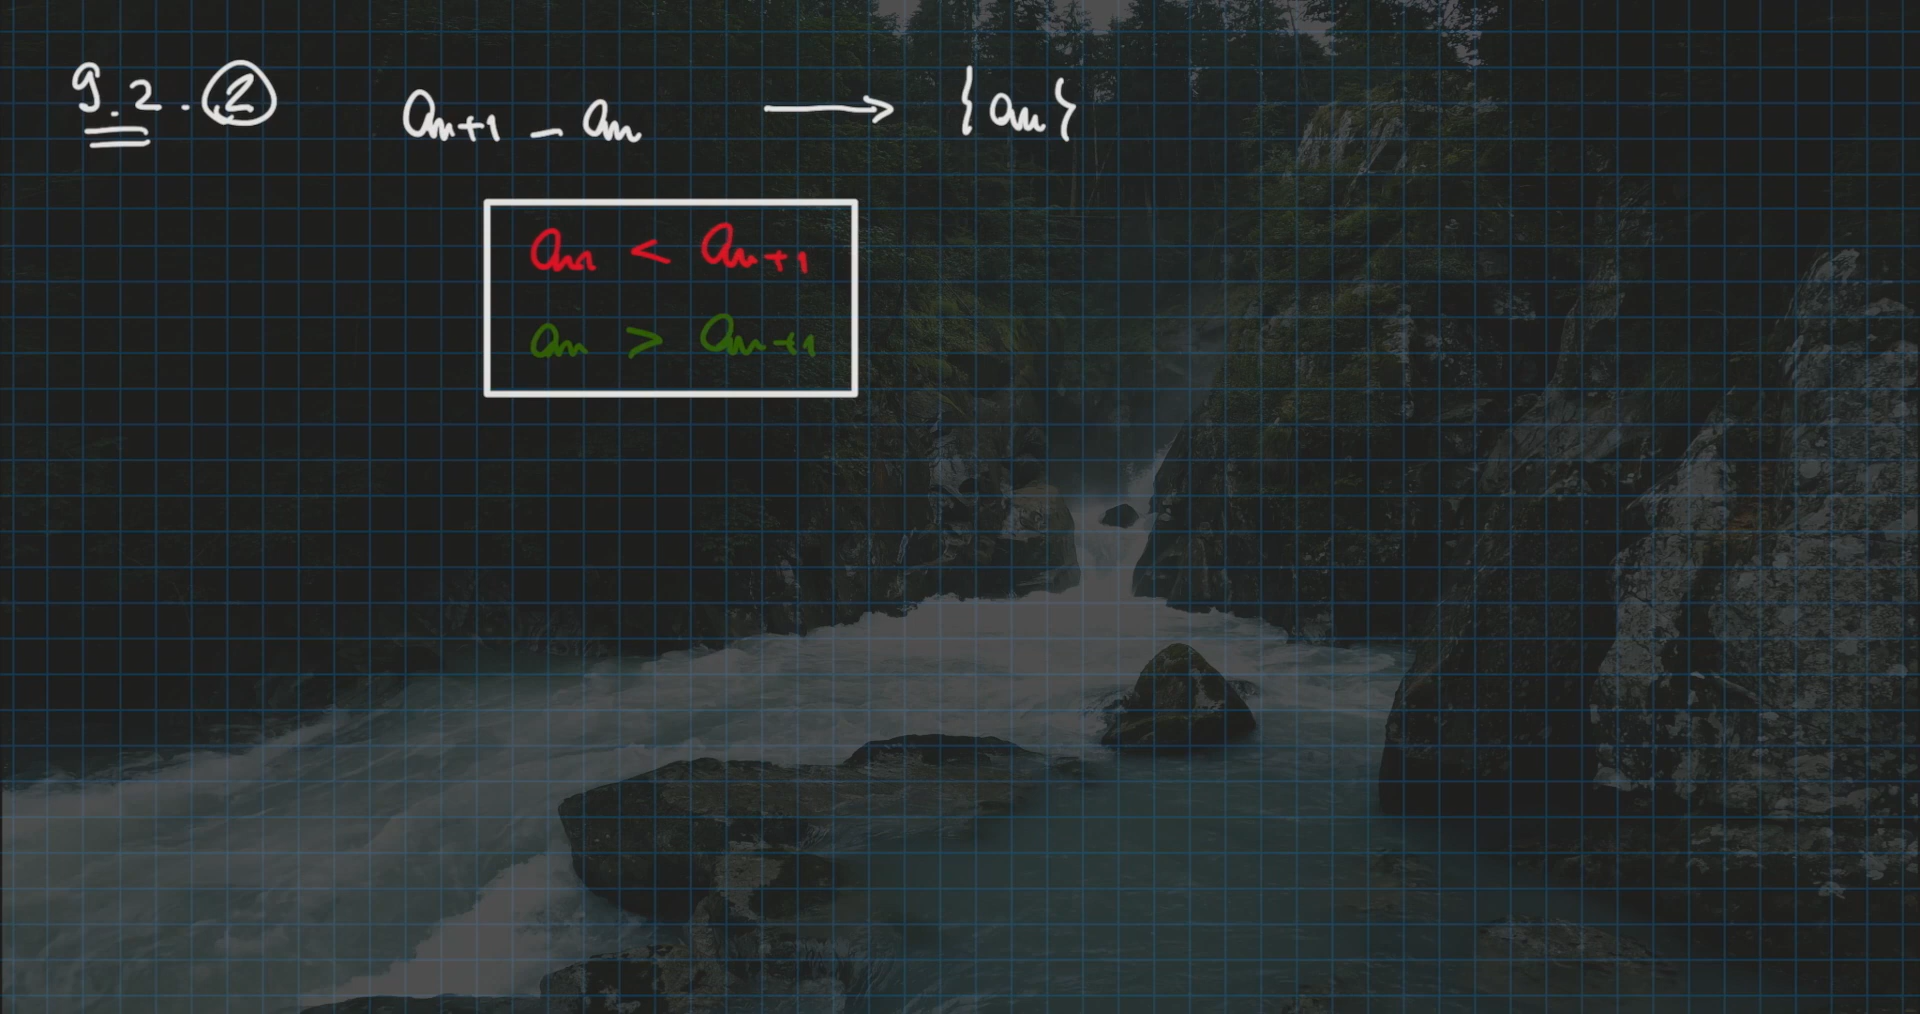 9.2.② aₙ₊₁ – aₙ ⟶ {aₙ}
aₙ < aₙ₊₁
aₙ > aₙ₊₁